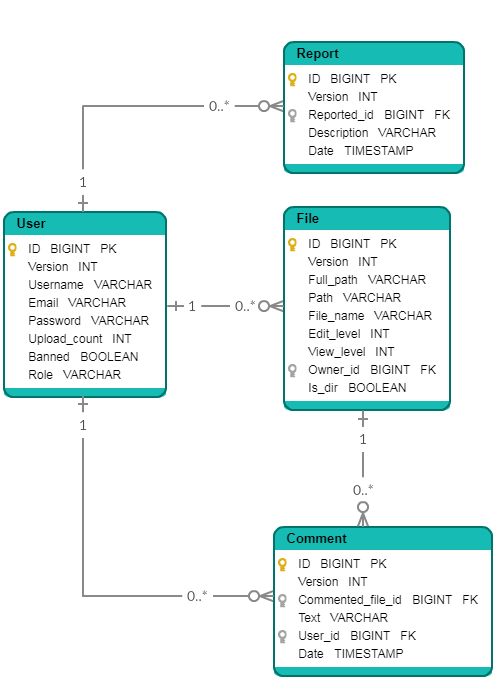 Report
ID BIGINT PK
Version INT
Reported_id BIGINT FK
Description VARCHAR
Date TIMESTAMP
0..*
1
User
ID BIGINT PK
Version INT
Username VARCHAR
Email VARCHAR
Password VARCHAR
Upload_count INT
Banned BOOLEAN
Role VARCHAR
1
0..*
File
ID BIGINT PK
Version INT
Full_path VARCHAR
Path VARCHAR
File_name VARCHAR
Edit_level INT
View_level INT
Owner_id BIGINT FK
Is_dir BOOLEAN
1
1
0..*
0..*
Comment
ID BIGINT PK
Version INT
Commented_file_id BIGINT FK
Text VARCHAR
User_id BIGINT FK
Date TIMESTAMP